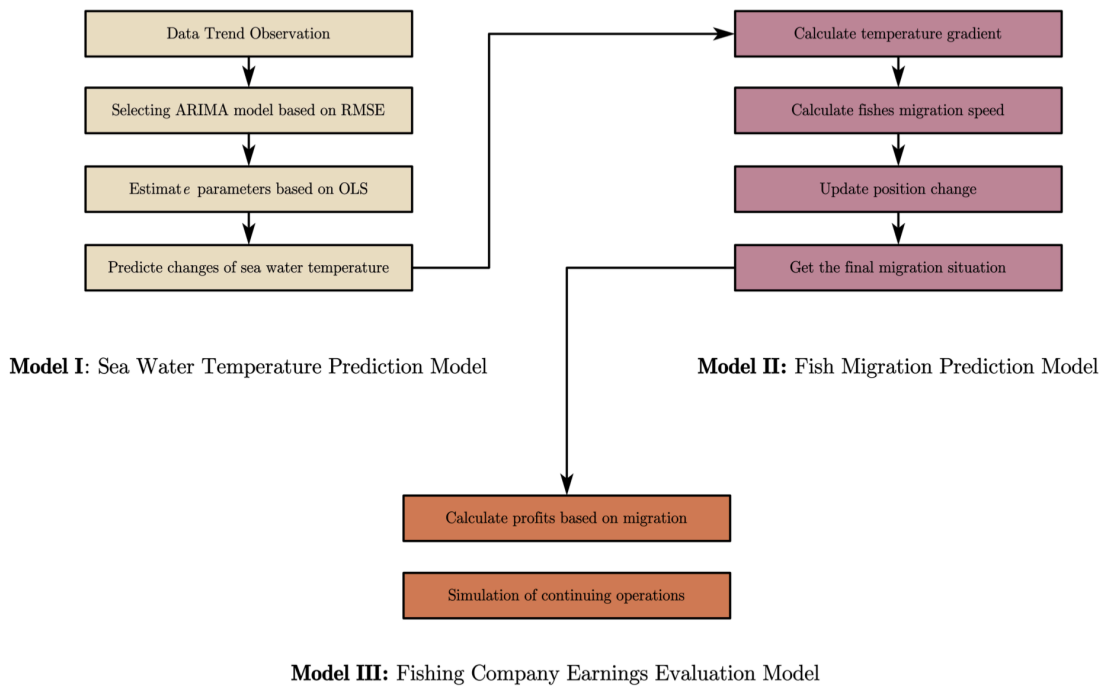 Data Trend Observation
Selecting ARIMA model based on RMSE
Estimate parameters based on OLS
Predicte changes of sea water temperature
Model I: Sea Water Temperature Prediction Model
Calculate temperature gradient
Calculate fishes migration speed
Update position change
Get the final migration situation
Model II: Fish Migration Prediction Model
Calculate profits based on migration
Simulation of continuing operations
Model III: Fishing Company Earnings Evaluation Model